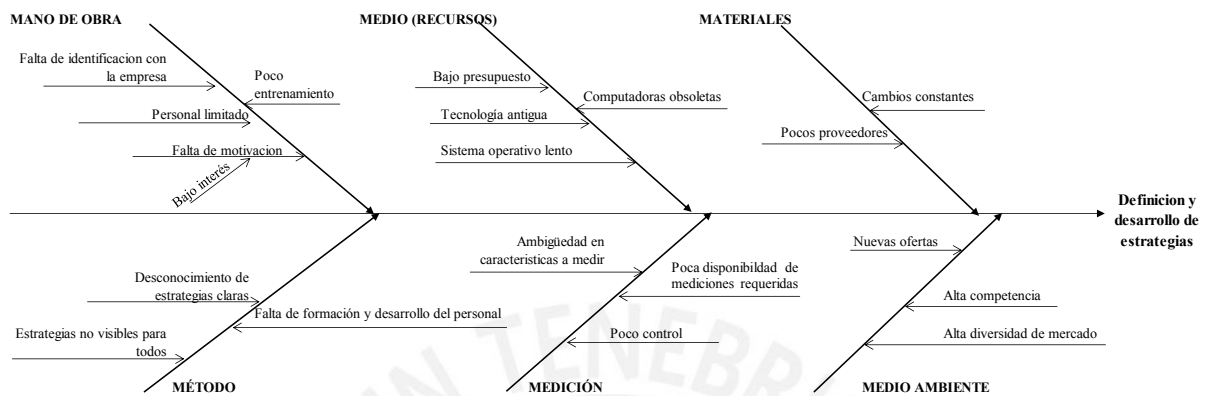 MANO DE OBRA
MEDIO (RECURSOS)
MATERIALES
Falta de identificacion con
la empresa
Poco
entrenamiento
Personal limitado
Falta de motivacion
Bajo interés
Bajo presupuesto
Computadoras obsoletas
Tecnología antigua
Sistema operativo lento
Cambios constantes
Pocos proveedores
Definicion y
desarrollo de
estrategias
Desconocimiento de
estrategias claras
Falta de formación y desarrollo del personal
Estrategias no visibles para
todos
Ambigüedad en
caracteristicas a medir
Poca disponibildad de
mediciones requeridas
Poco control
Nuevas ofertas
Alta competencia
Alta diversidad de mercado
MÉTODO
MEDICIÓN
MEDIO AMBIENTE
IN TENEBR